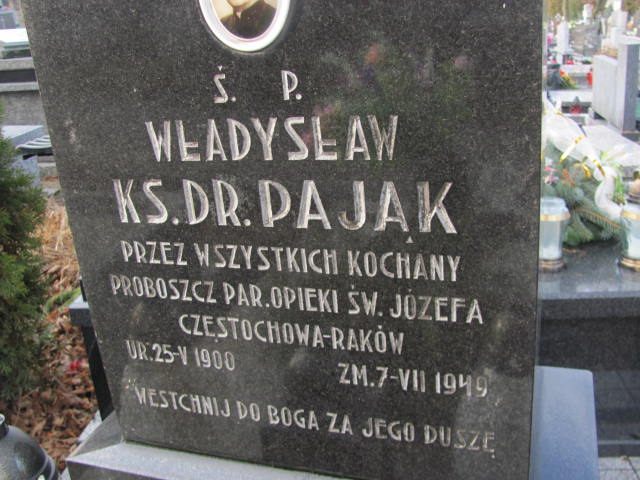 Ś. P.
WŁADYSŁAW
KS. DR. PAJĄK
PRZEZ WSZYSTKICH KOCHANY
PROBOSZCZ PAR. OPIEKI ŚW. JÓZEFA
CZĘSTOCHOWA-RAKÓW
UR. 25-V 1900
ZM. 7-VII 1949
WESTCHNIJ DO BOGA ZA JEGO DUSZĘ